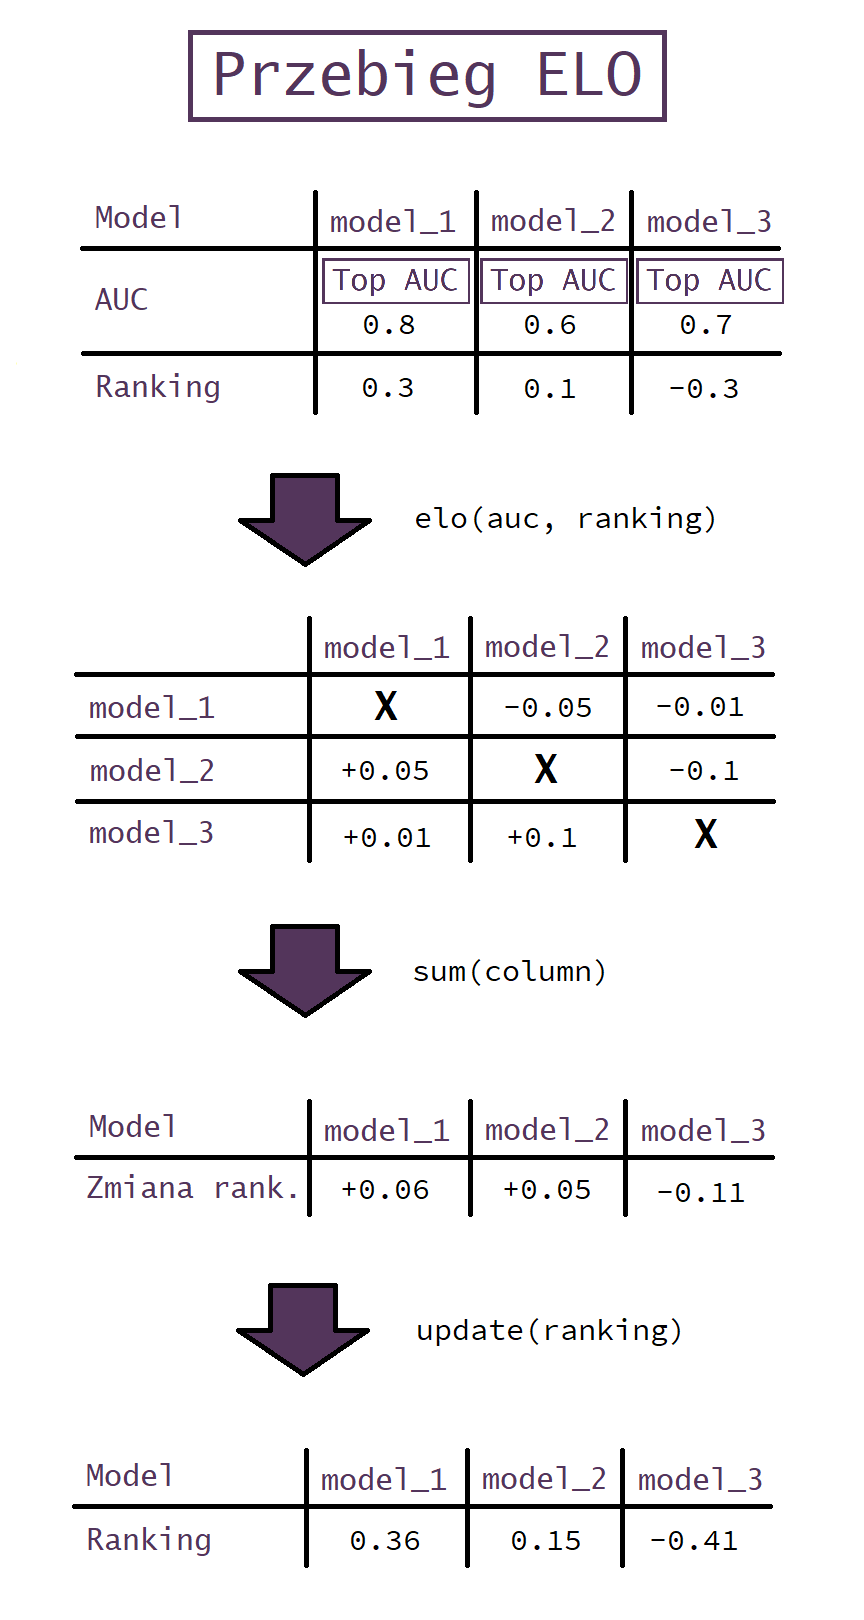 Przebieg ELO
Model model_1 model_2 model_3
AUC Top AUC Top AUC Top AUC
0.8 0.6 0.7
Ranking 0.3 0.1 -0.3
elo(auc, ranking)
model_1 model_2 model_3
model_1 X -0.05 -0.01
model_2 +0.05 X -0.1
model_3 +0.01 +0.1 X
sum(column)
Model model_1 model_2 model_3
Zmiana rank. +0.06 +0.05 -0.11
update(ranking)
Model model_1 model_2 model_3
Ranking 0.36 0.15 -0.41